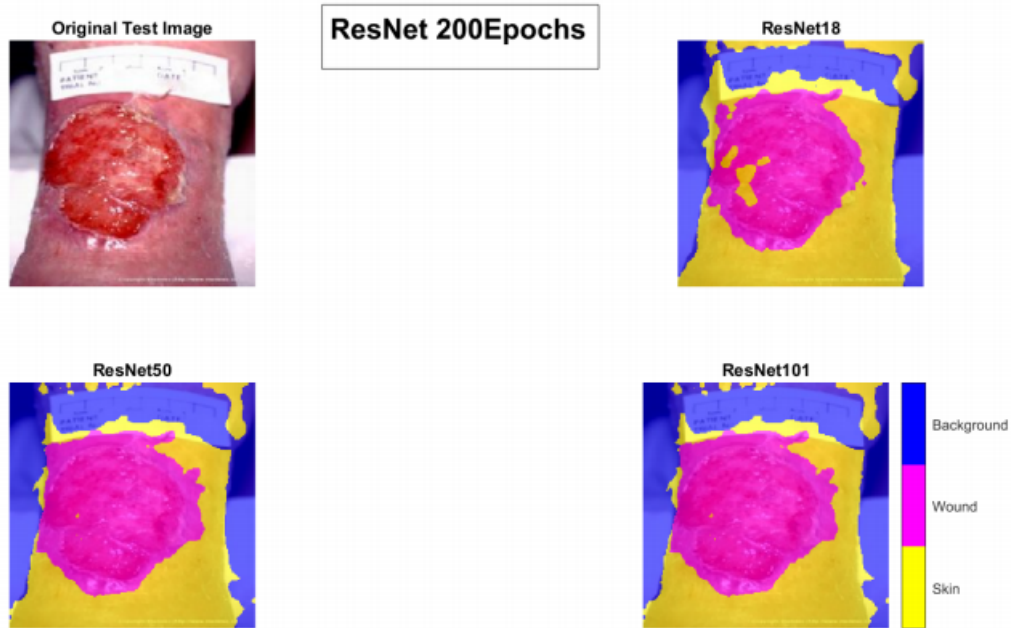 ResNet 200Epochs
Original Test Image
ResNet18
PATIENT
DATE
ResNet50
ResNet101
Background
Wound
Skin